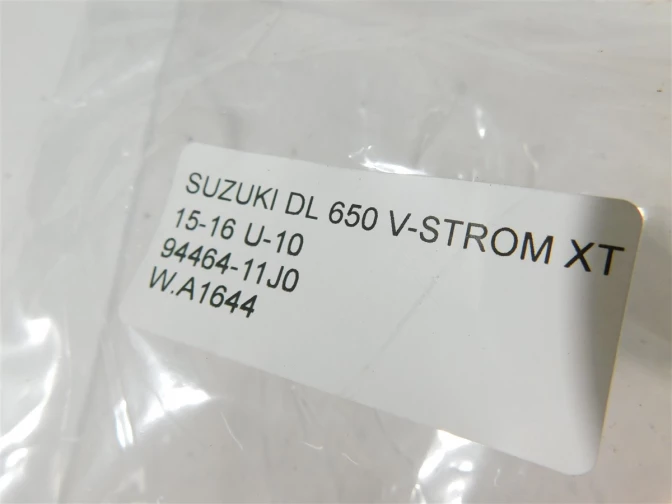 SUZUKI DL 650 V-STROM XT
15-16 U-10
94464-11J0
W.A1644